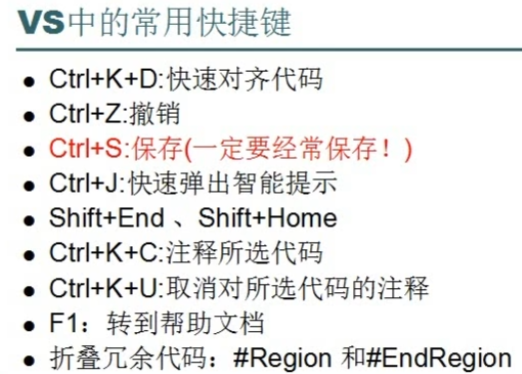 VS中的常用快捷键
● Ctrl+K+D:快速对齐代码
● Ctrl+Z:撤销
● Ctrl+S:保存(一定要经常保存！)
● Ctrl+J:快速弹出智能提示
● Shift+End 、Shift+Home
● Ctrl+K+C:注释所选代码
● Ctrl+K+U:取消对所选代码的注释
● F1：转到帮助文档
● 折叠冗余代码：#Region 和#EndRegion